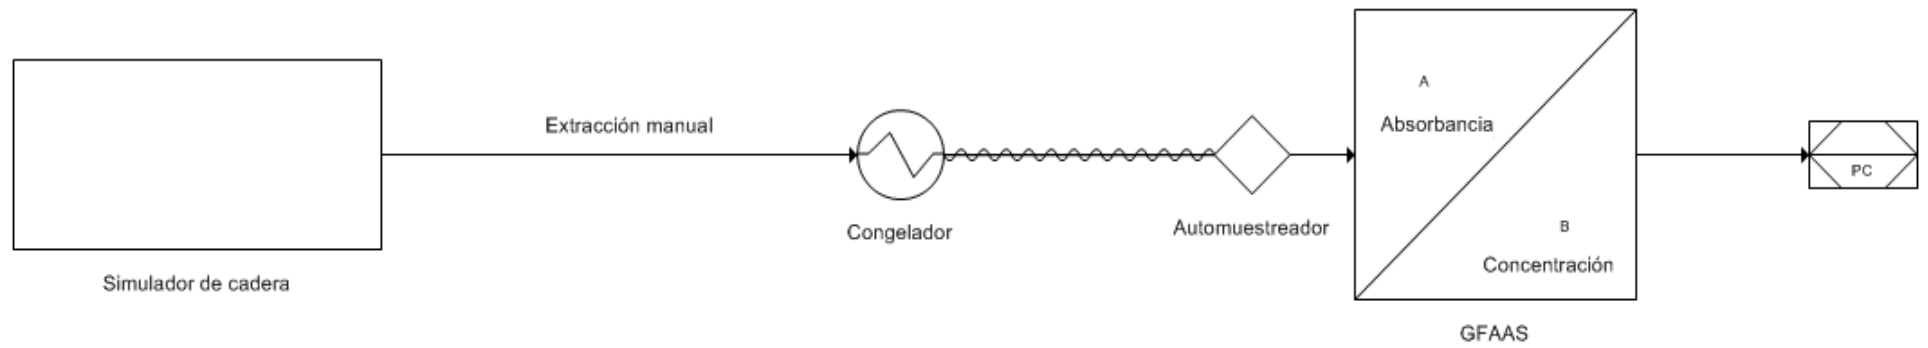 Simulador de cadera
Extracción manual
Congelador
Automuestreador
A
Absorbancia
B
Concentración
GFAAS
PC